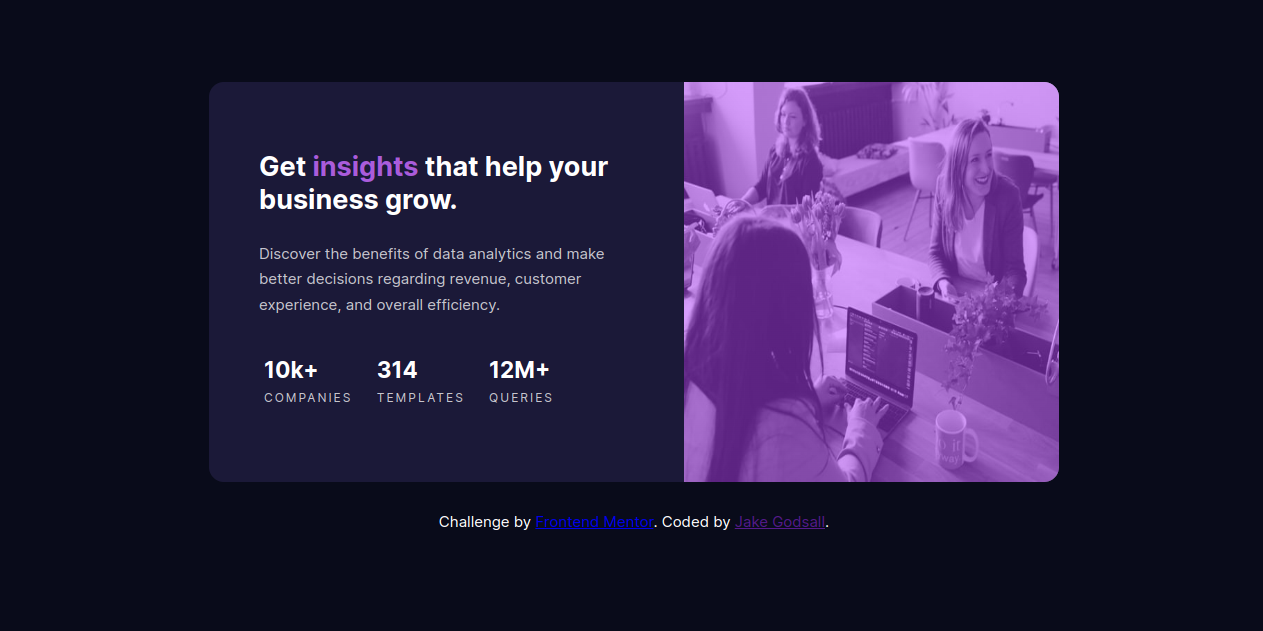 Get insights that help your
business grow.
Discover the benefits of data analytics and make
better decisions regarding revenue, customer
experience, and overall efficiency.
10k+ 314 12M+
COMPANIES TEMPLATES QUERIES
Challenge by Frontend Mentor. Coded by Jake Godsall.